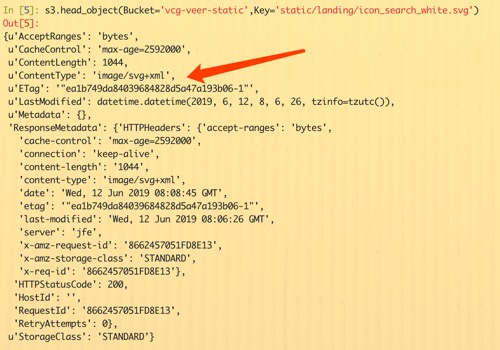 In [5]: s3.head_object(Bucket='vcg-veer-static',Key='static/landing/icon_search_white.svg')
Out[5]:
{u'AcceptRanges': 'bytes',
u'CacheControl': 'max-age=2592000',
u'ContentLength': 1044,
u'ContentType': 'image/svg+xml',
u'ETag': '"ea1b749da84039684828d5a47a193b06-1"',
u'LastModified': datetime.datetime(2019, 6, 12, 8, 6, 26, tzinfo=tzutc()),
u'Metadata': {},
'ResponseMetadata': {'HTTPHeaders': {'accept-ranges': 'bytes',
'cache-control': 'max-age=2592000',
'connection': 'keep-alive',
'content-length': '1044',
'content-type': 'image/svg+xml',
'date': 'Wed, 12 Jun 2019 08:08:45 GMT',
'etag': '"ea1b749da84039684828d5a47a193b06-1"',
'last-modified': 'Wed, 12 Jun 2019 08:06:26 GMT',
'server': 'jfe',
'x-amz-request-id': '8662457051FD8E13',
'x-amz-storage-class': 'STANDARD',
'x-req-id': '8662457051FD8E13'},
'HTTPStatusCode': 200,
'HostId': '',
'RequestId': '8662457051FD8E13',
'RetryAttempts': 0},
u'StorageClass': 'STANDARD'}